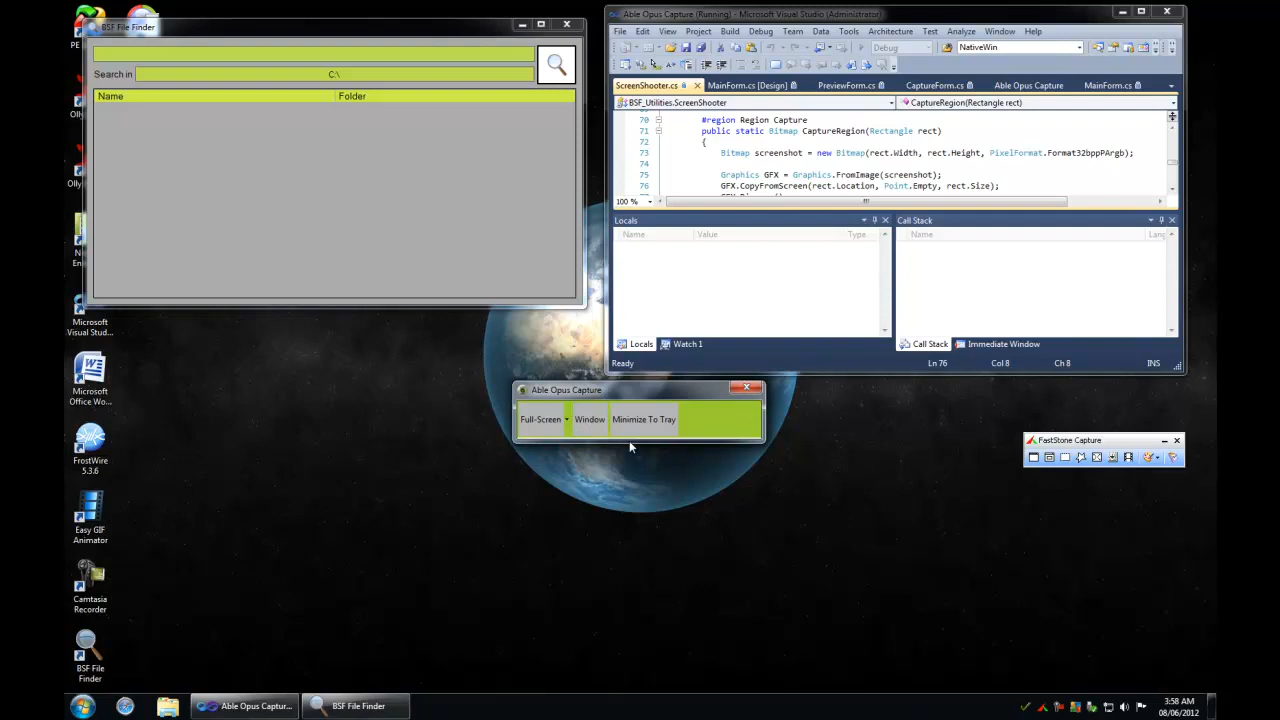 PE
Olly
Olly
N
En
Microsoft
Visual Stud...
Microsoft
Office Wo...
FrostWire
5.3.6
Easy GIF
Animator
Camtasia
Recorder
BSF File
Finder
BSF File Finder
Search in
C:\
Name Folder
Able Opus Capture (Running) - Microsoft Visual Studio (Administrator)
File Edit View Project Build Debug Team Data Tools Architecture Test Analyze Window Help
Debug NativeWin
ScreenShooter.cs MainForm.cs [Design] PreviewForm.cs CaptureForm.cs Able Opus Capture MainForm.cs
BSF_Utilities.ScreenShooter CaptureRegion(Rectangle rect)
70 #region Region Capture
71 public static Bitmap CaptureRegion(Rectangle rect)
72 {
73 Bitmap screenshot = new Bitmap(rect.Width, rect.Height, PixelFormat.Format32bppPArgb);
74
75 Graphics GFX = Graphics.FromImage(screenshot);
76 GFX.CopyFromScreen(rect.Location, Point.Empty, rect.Size);
100 %
Locals Call Stack
Name Value Type Name Lang
Locals Watch 1 Call Stack Immediate Window
Ready Ln 76 Col 8 Ch 8 INS
Able Opus Capture
Full-Screen Window Minimize To Tray
FastStone Capture
Able Opus Captur... BSF File Finder
3:58 AM
08/06/2012